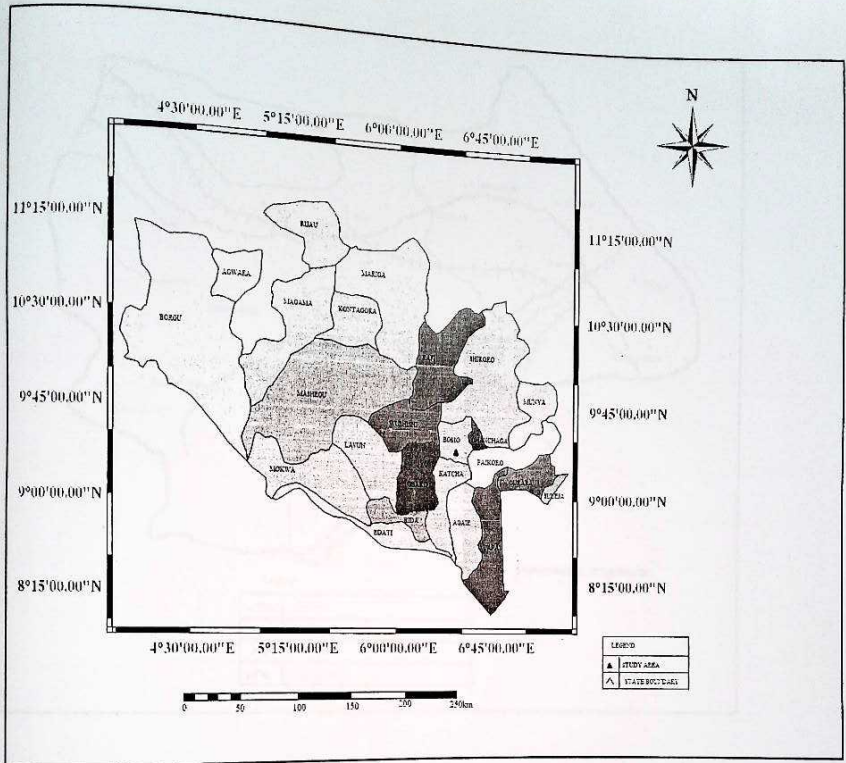 N
4°30'00.00"E 5°15'00.00"E 6°00'00.00"E 6°45'00.00"E
11°15'00.00"N
11°15'00.00"N
RIJAU
AGWARA
MARIGA
10°30'00.00"N
MAGAMA
KONTAGORA
BORGU
10°30'00.00"N
RAFI
SHIRORO
9°45'00.00"N
MASHEGU
MUNYA
9°45'00.00"N
BOSSO
LAVUN
PAIKORO
KATCHA
MOKWA
9°00'00.00"N
9°00'00.00"N
BIDA
AGAIE
EDATI
8°15'00.00"N
8°15'00.00"N
4°30'00.00"E 5°15'00.00"E 6°00'00.00"E 6°45'00.00"E
LEGEND
STUDY AREA
STATE BOUNDARY
0 50 100 150 200 250km